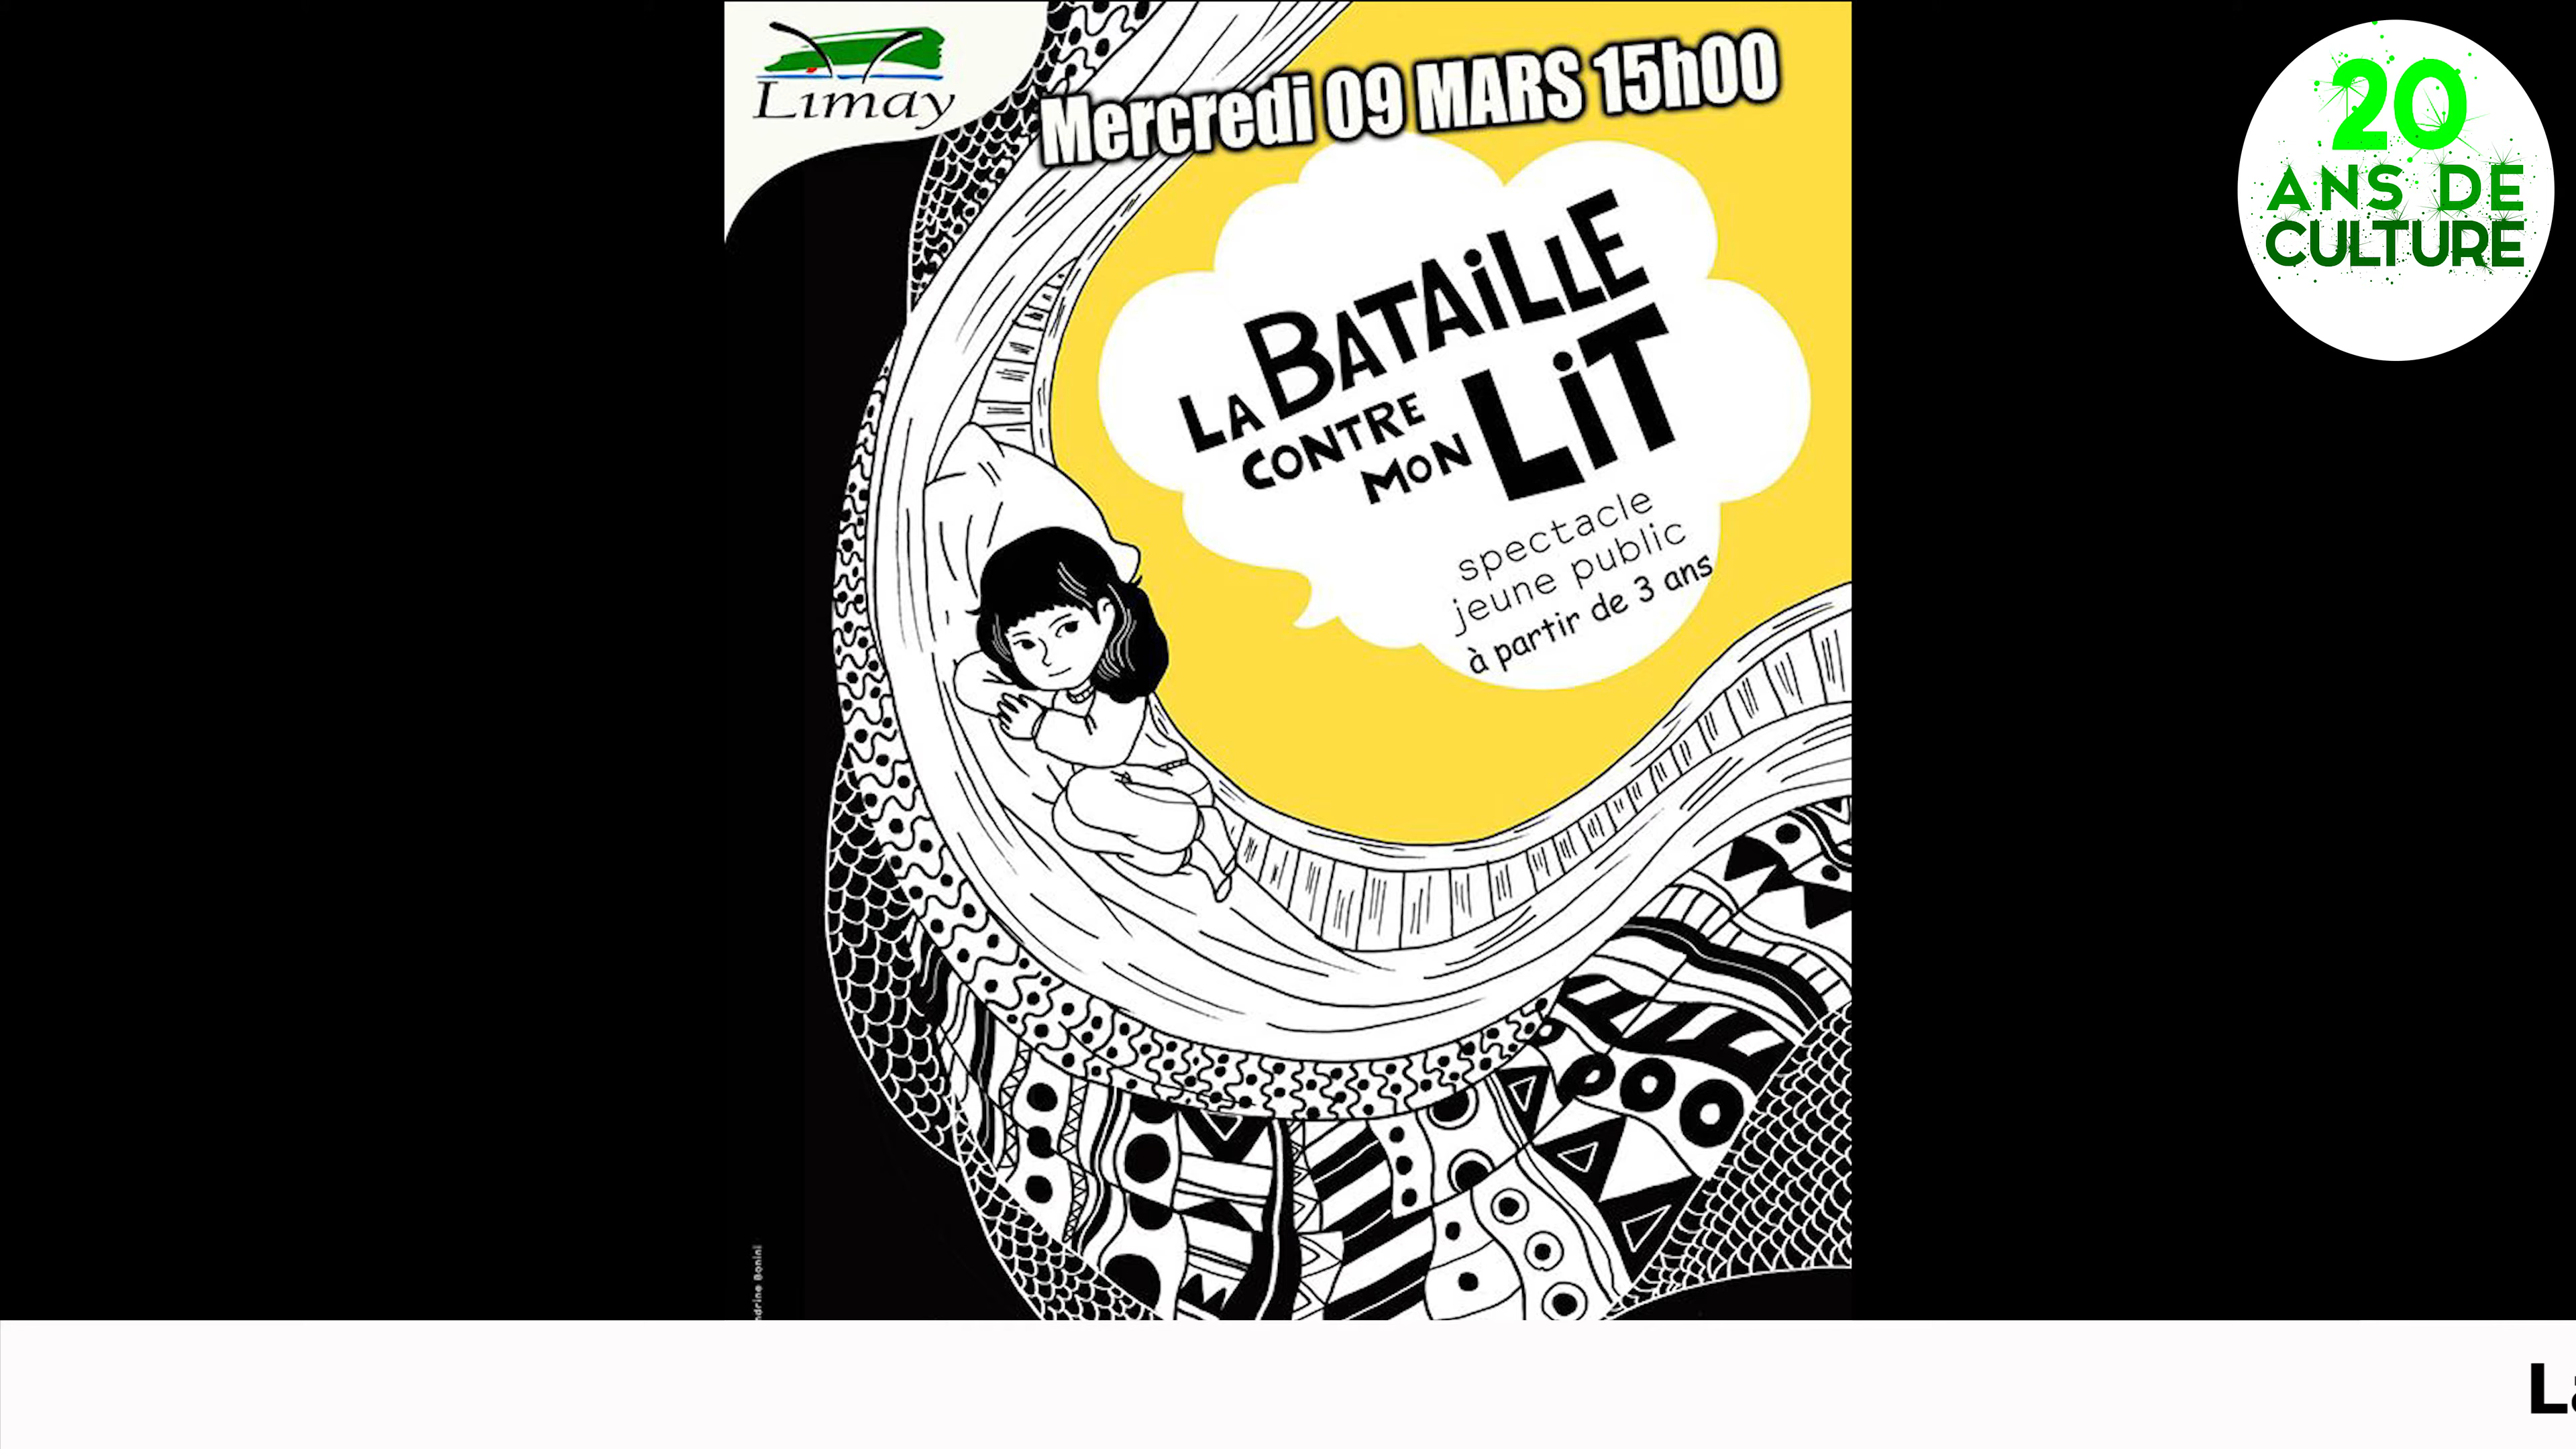 Limay
Mercredi 09 MARS 15h00
20
ANS DE
CULTURE
LA BATAiLLE
CONTRE
MON LiT
spectacle
jeune public
à partir de 3 ans
Bonini